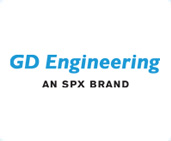 GD Engineering
AN SPX BRAND